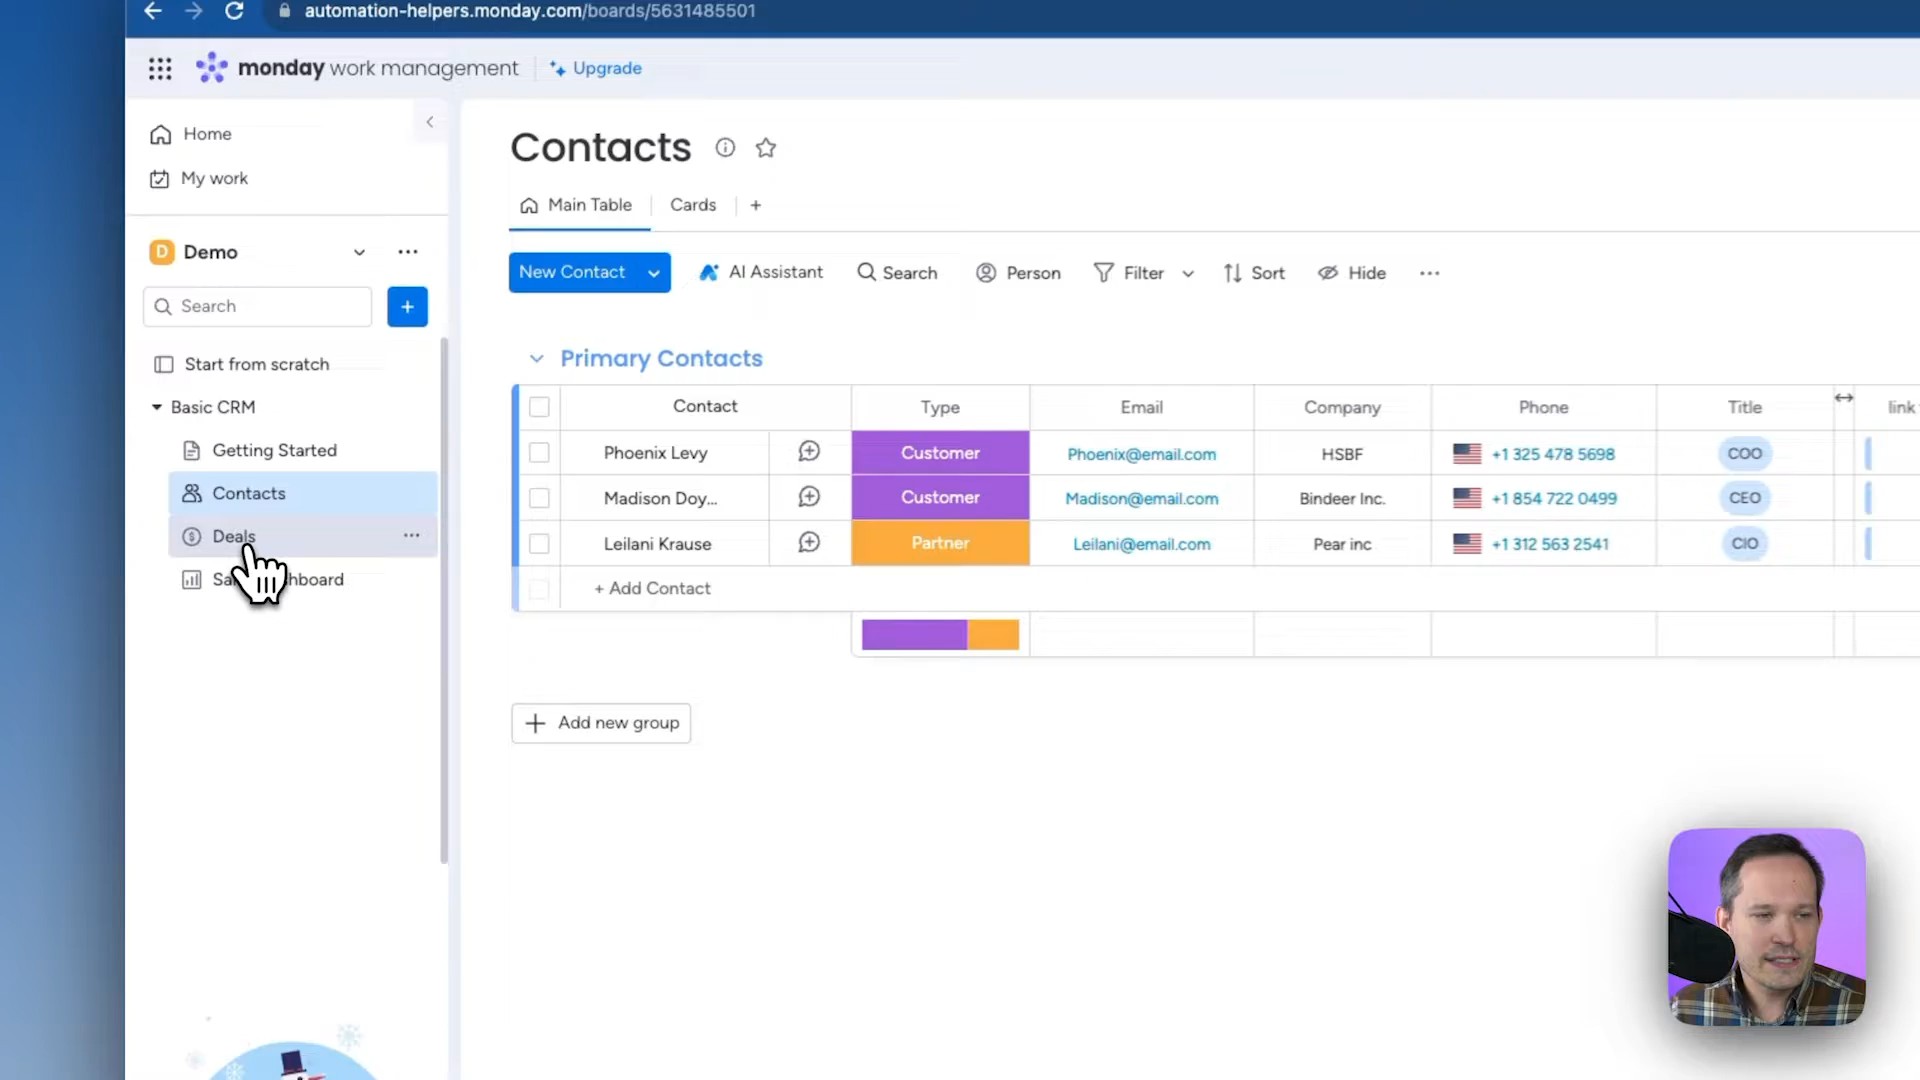 automation-helpers.monday.com/boards/5631485501
monday work management
Upgrade
Home
My work
D Demo
Search
+
Start from scratch
Basic CRM
Getting Started
Contacts
Deals
Contacts
Main Table
Cards
+
New Contact
AI Assistant
Search
Person
Filter
Sort
Hide
Primary Contacts
Contact Type Email Company Phone Title link
Phoenix Levy Customer Phoenix@email.com HSBF +1 325 478 5698 COO
Madison Doy... Customer Madison@email.com Bindeer Inc. +1 854 722 0499 CEO
Leilani Krause Partner Leilani@email.com Pear inc +1 312 563 2541 CIO
+ Add Contact
+ Add new group